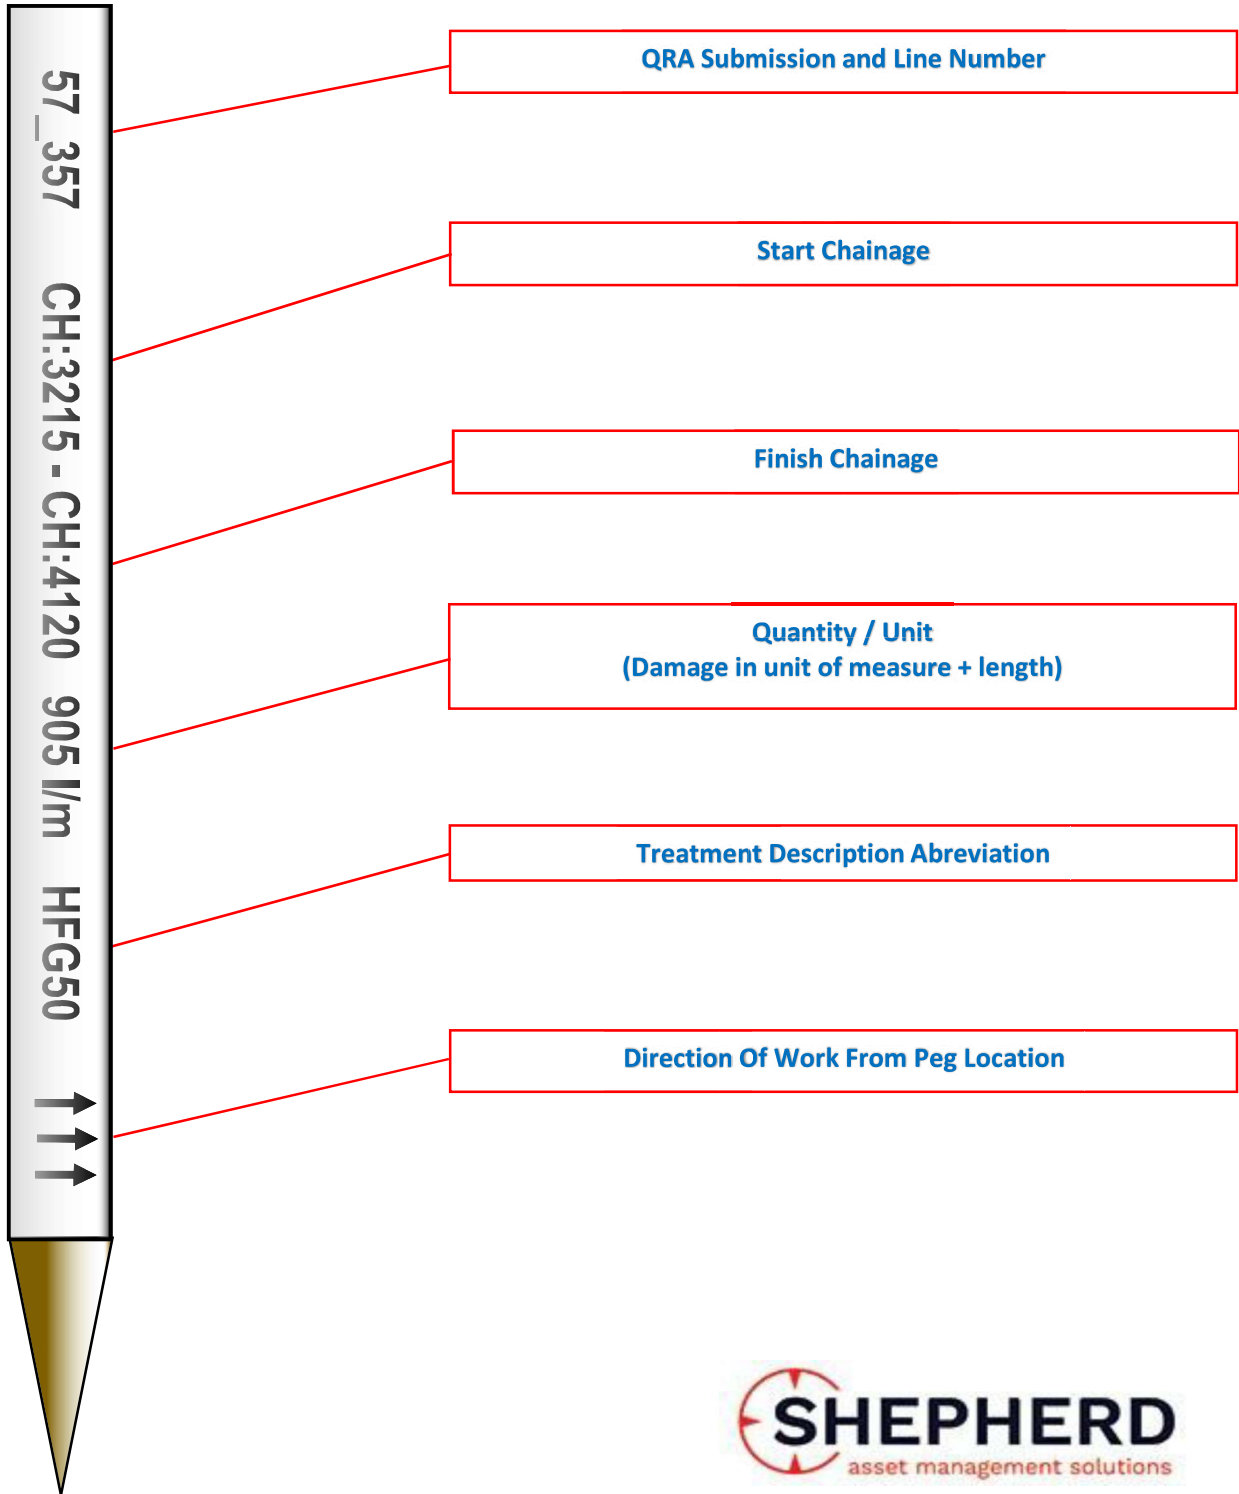 57_357 CH:3215 - CH:4120 905 l/m HFG50
QRA Submission and Line Number
Start Chainage
Finish Chainage
Quantity / Unit
(Damage in unit of measure + length)
Treatment Description Abreviation
Direction Of Work From Peg Location
SHEPHERD
asset management solutions